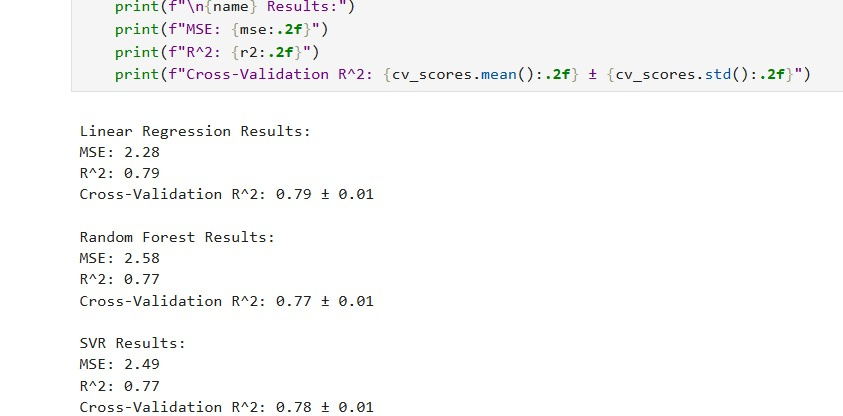 print(f"\n{name} Results:")
print(f"MSE: {mse:.2f}")
print(f"R^2: {r2:.2f}")
print(f"Cross-Validation R^2: {cv_scores.mean():.2f} ± {cv_scores.std():.2f}")
Linear Regression Results:
MSE: 2.28
R^2: 0.79
Cross-Validation R^2: 0.79 ± 0.01
Random Forest Results:
MSE: 2.58
R^2: 0.77
Cross-Validation R^2: 0.77 ± 0.01
SVR Results:
MSE: 2.49
R^2: 0.77
Cross-Validation R^2: 0.78 ± 0.01